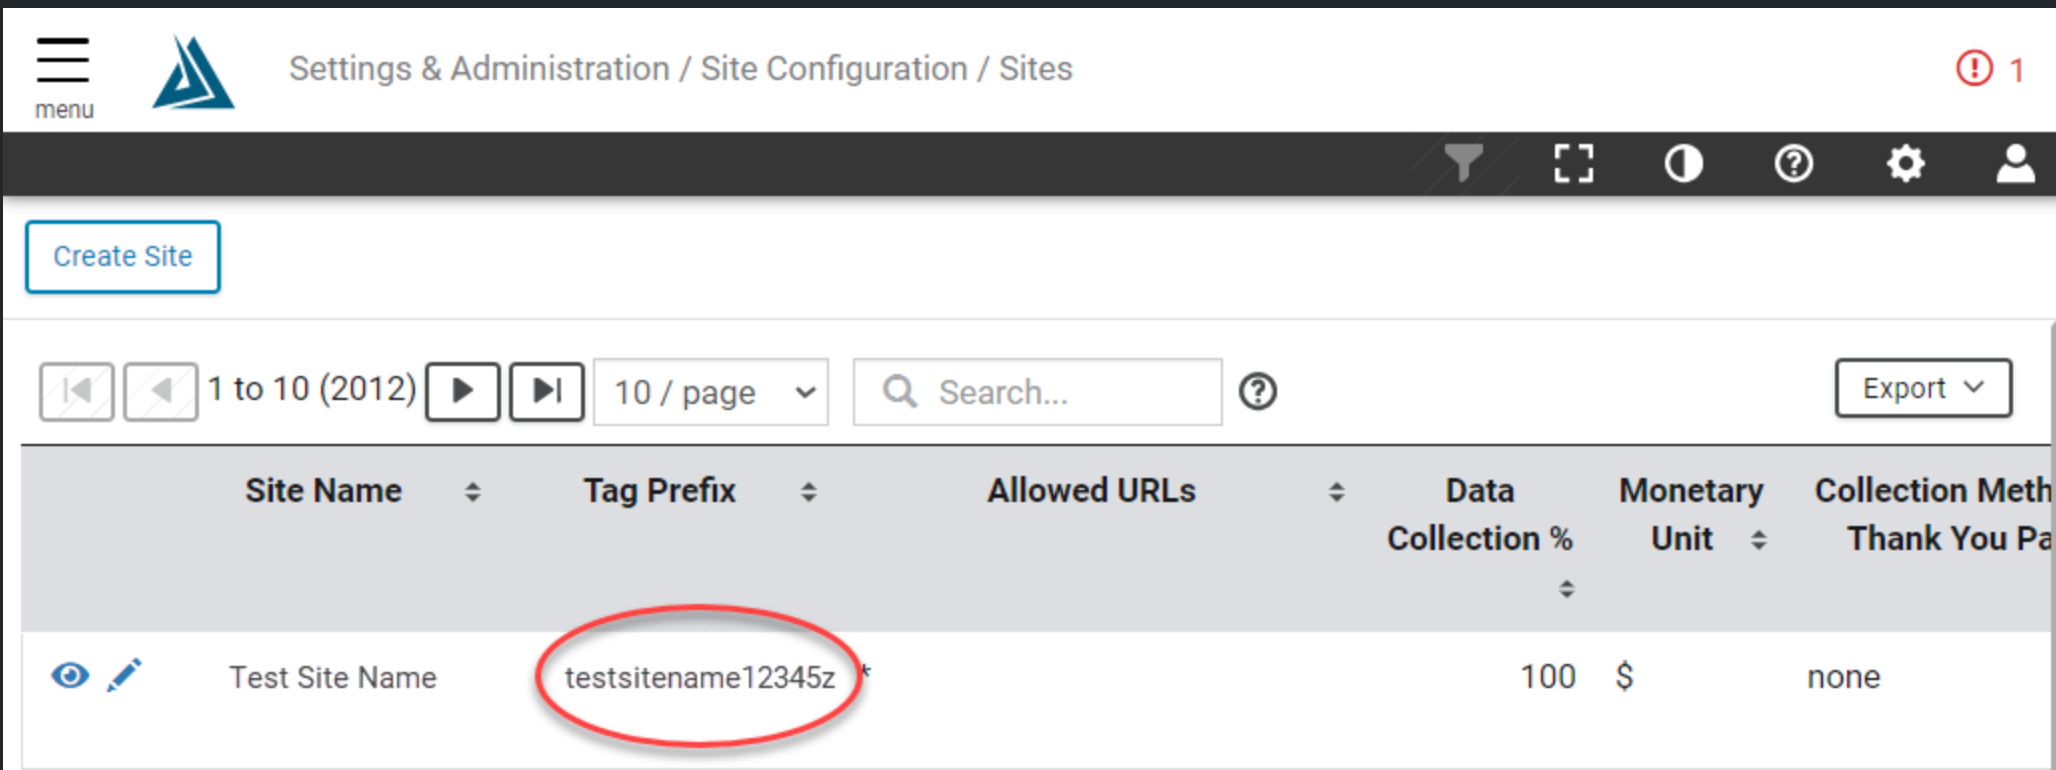 Settings & Administration / Site Configuration / Sites
1
menu
Create Site
1 to 10 (2012)
10 / page
Search...
Export
Site Name
Tag Prefix
Allowed URLs
Data Collection %
Monetary Unit
Collection Meth
Thank You Pa
Test Site Name
testsitename12345z
*
100
$
none